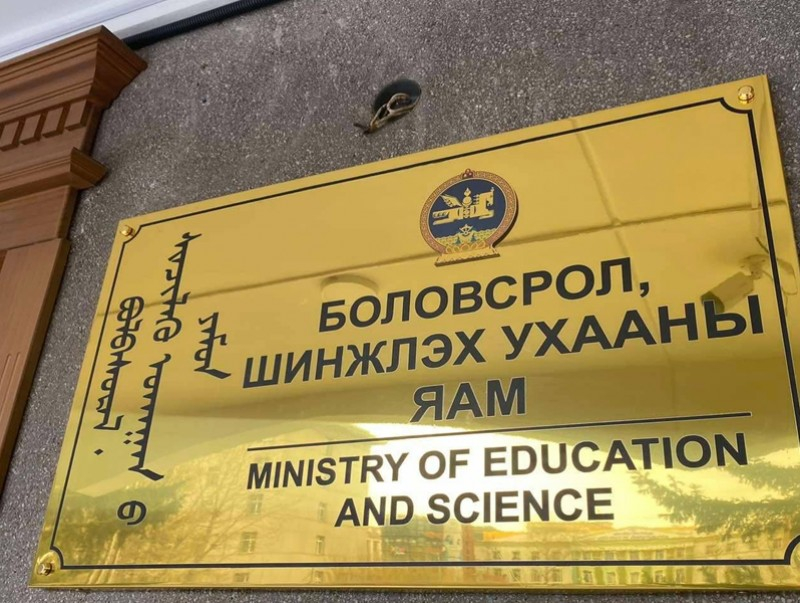 БОЛОВСРОЛ,
ШИНЖЛЭХ УХААНЫ
ЯАМ
MINISTRY OF EDUCATION
AND SCIENCE